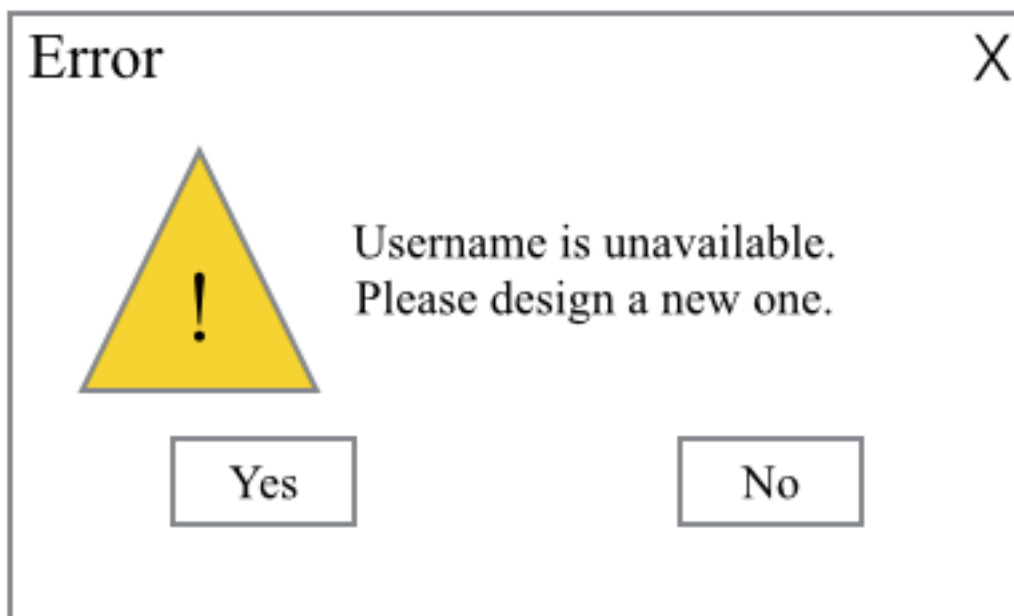 Error
X
!
Username is unavailable.
Please design a new one.
Yes
No